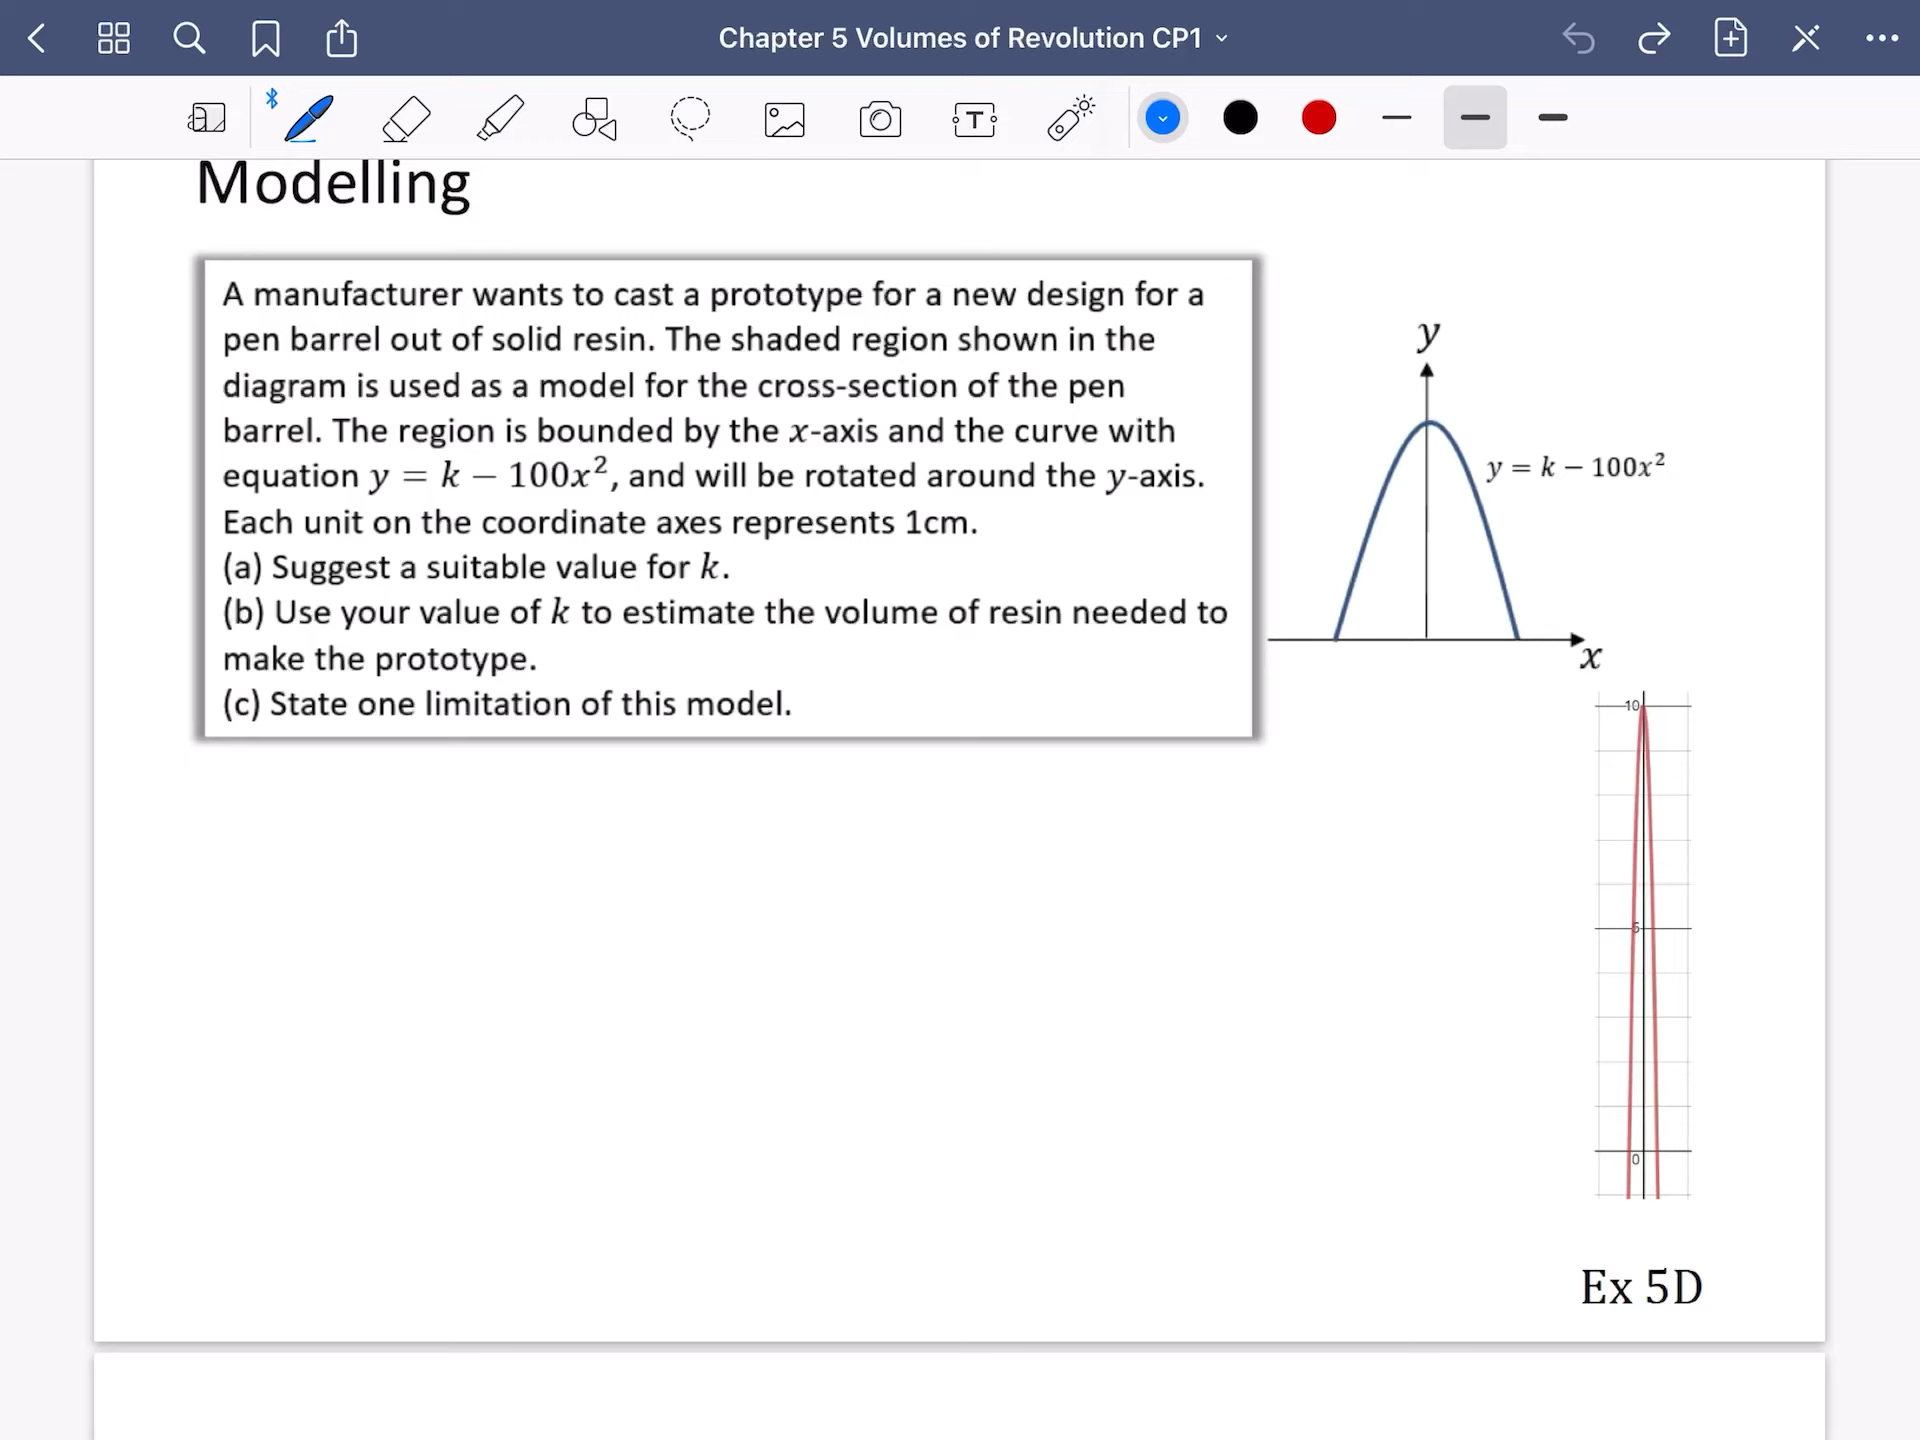 Chapter 5 Volumes of Revolution CP1
Modelling
A manufacturer wants to cast a prototype for a new design for a
pen barrel out of solid resin. The shaded region shown in the
diagram is used as a model for the cross-section of the pen
barrel. The region is bounded by the x-axis and the curve with
equation y = k − 100x², and will be rotated around the y-axis.
Each unit on the coordinate axes represents 1cm.
(a) Suggest a suitable value for k.
(b) Use your value of k to estimate the volume of resin needed to
make the prototype.
(c) State one limitation of this model.
y
y = k − 100x²
x
10
5
0
Ex 5D